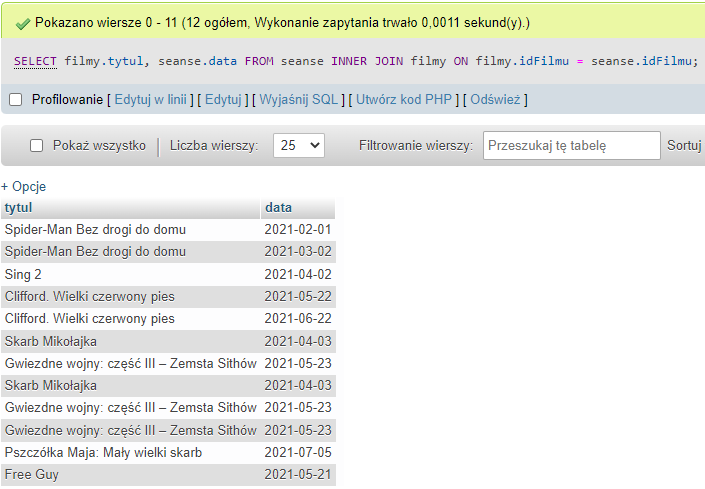 Pokazano wiersze 0 - 11 (12 ogółem, Wykonanie zapytania trwało 0,0011 sekund(y).)
SELECT filmy.tytul, seanse.data FROM seanse INNER JOIN filmy ON filmy.idFilmu = seanse.idFilmu;
Profilowanie [ Edytuj w linii ] [ Edytuj ] [ Wyjaśnij SQL ] [ Utwórz kod PHP ] [ Odśwież ]
Pokaż wszystko | Liczba wierszy: 25 Filtrowanie wierszy: Przeszukaj tę tabelę Sortuj
+ Opcje
tytul data
Spider-Man Bez drogi do domu 2021-02-01
Spider-Man Bez drogi do domu 2021-03-02
Sing 2 2021-04-02
Clifford. Wielki czerwony pies 2021-05-22
Clifford. Wielki czerwony pies 2021-06-22
Skarb Mikołajka 2021-04-03
Gwiezdne wojny: część III – Zemsta Sithów 2021-05-23
Skarb Mikołajka 2021-04-03
Gwiezdne wojny: część III – Zemsta Sithów 2021-05-23
Gwiezdne wojny: część III – Zemsta Sithów 2021-05-23
Pszczółka Maja: Mały wielki skarb 2021-07-05
Free Guy 2021-05-21